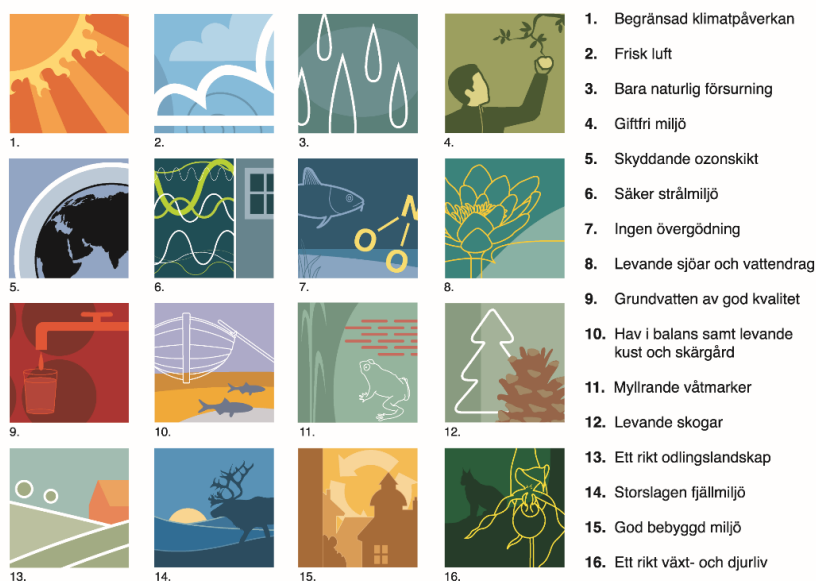 1.
2.
3.
4.
5.
6.
N
O
O
7.
8.
9.
10.
11.
12.
13.
14.
15.
16.
1. Begränsad klimatpåverkan
2. Frisk luft
3. Bara naturlig försurning
4. Giftfri miljö
5. Skyddande ozonskikt
6. Säker strålmiljö
7. Ingen övergödning
8. Levande sjöar och vattendrag
9. Grundvatten av god kvalitet
10. Hav i balans samt levande
kust och skärgård
11. Myllrande våtmarker
12. Levande skogar
13. Ett rikt odlingslandskap
14. Storslagen fjällmiljö
15. God bebyggd miljö
16. Ett rikt växt- och djurliv